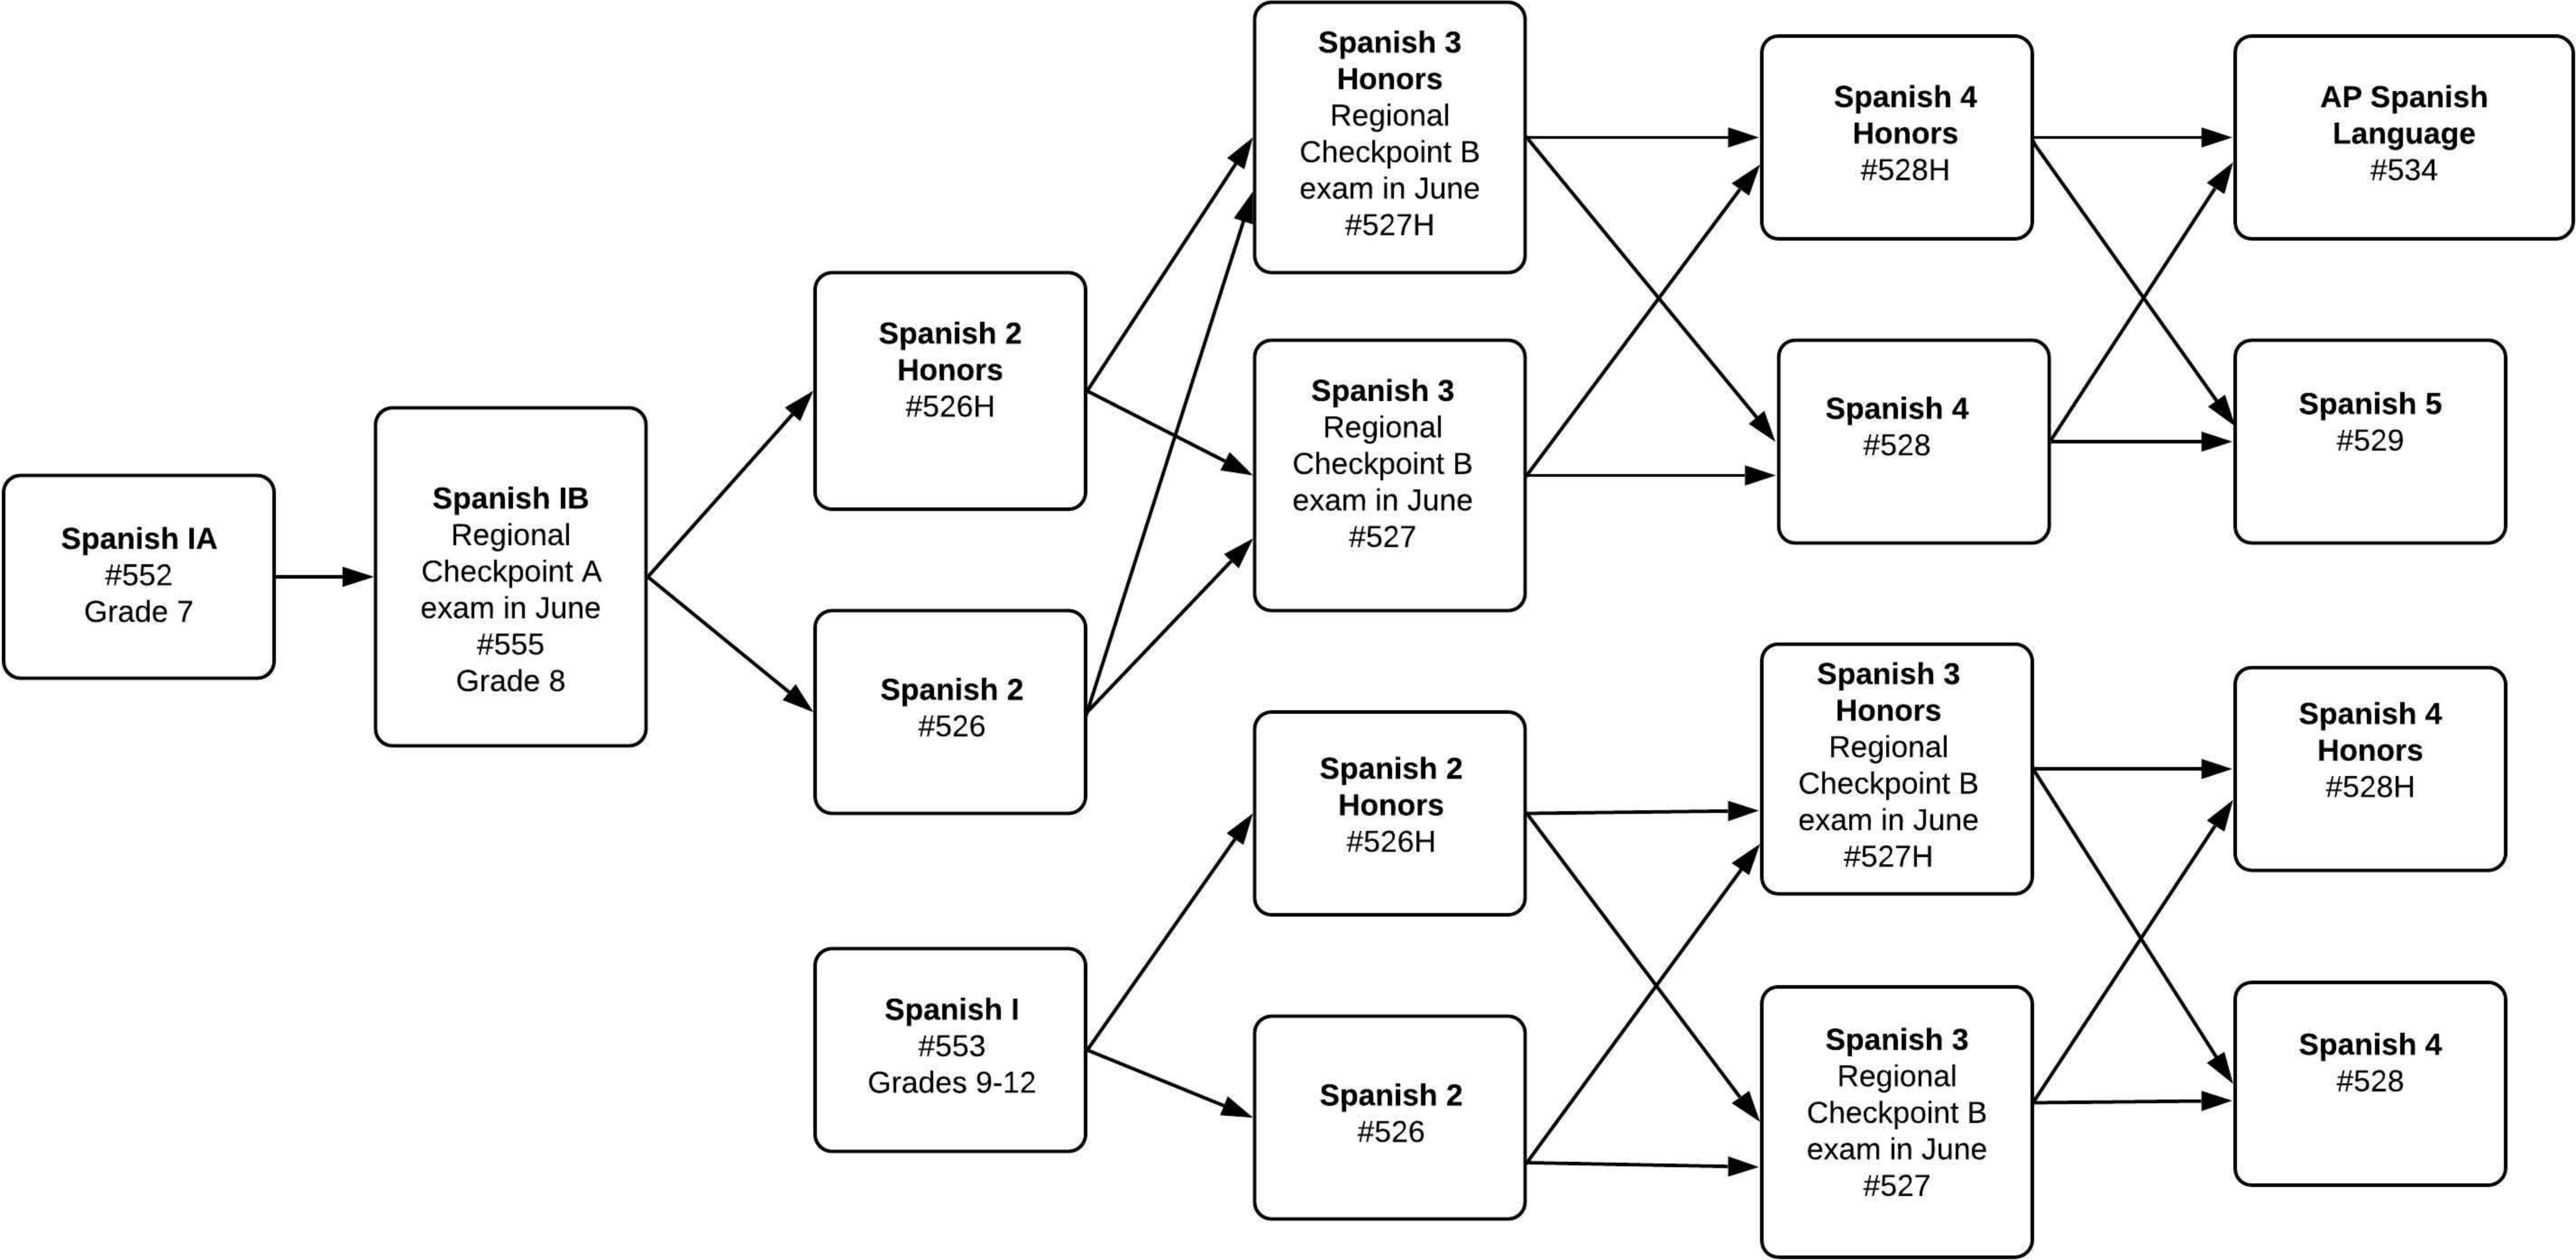 Spanish IA
#552
Grade 7
Spanish IB
Regional
Checkpoint A
exam in June
#555
Grade 8
Spanish 2
Honors
#526H
Spanish 2
#526
Spanish I
#553
Grades 9-12
Spanish 3
Honors
Regional
Checkpoint B
exam in June
#527H
Spanish 3
Regional
Checkpoint B
exam in June
#527
Spanish 2
Honors
#526H
Spanish 2
#526
Spanish 4
Honors
#528H
Spanish 4
#528
Spanish 3
Honors
Regional
Checkpoint B
exam in June
#527H
Spanish 3
Regional
Checkpoint B
exam in June
#527
AP Spanish
Language
#534
Spanish 5
#529
Spanish 4
Honors
#528H
Spanish 4
#528